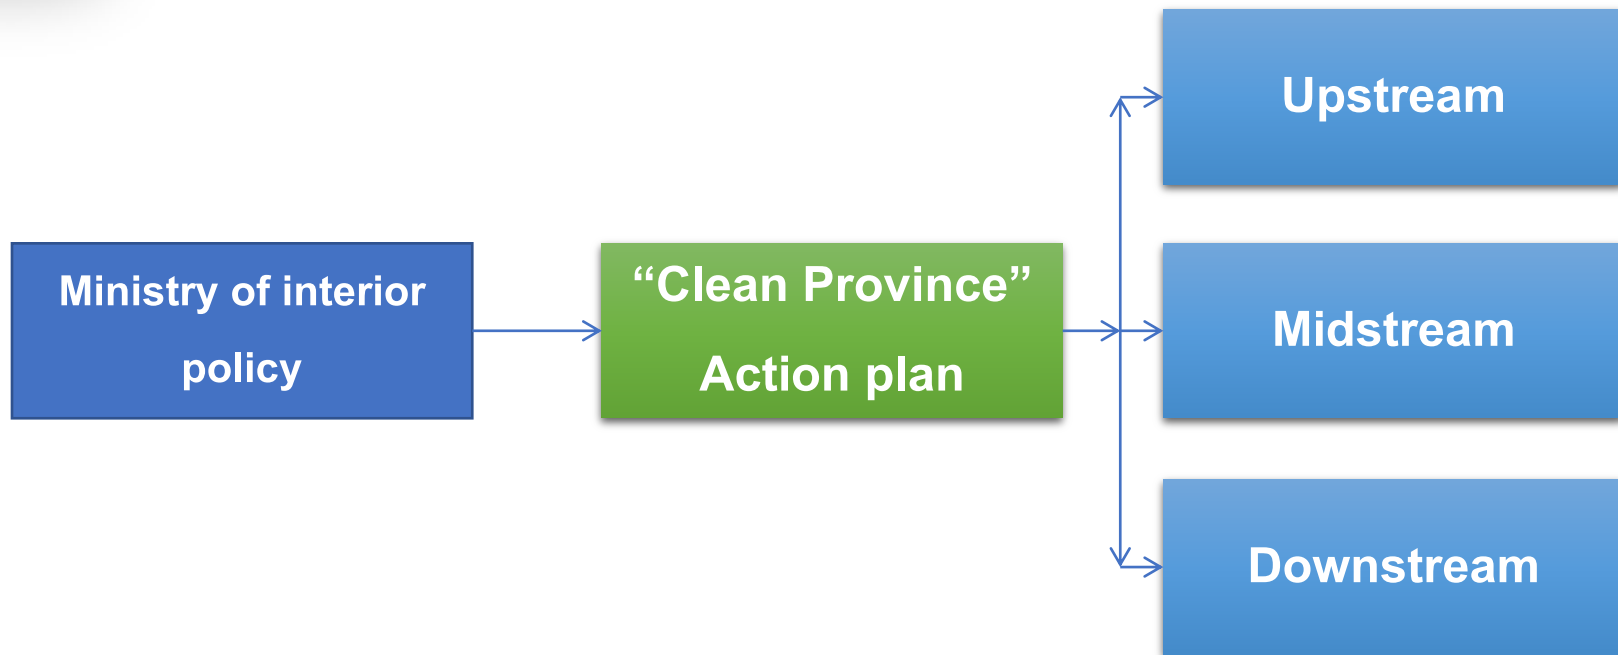 Ministry of interior
policy
“Clean Province”
Action plan
Upstream
Midstream
Downstream